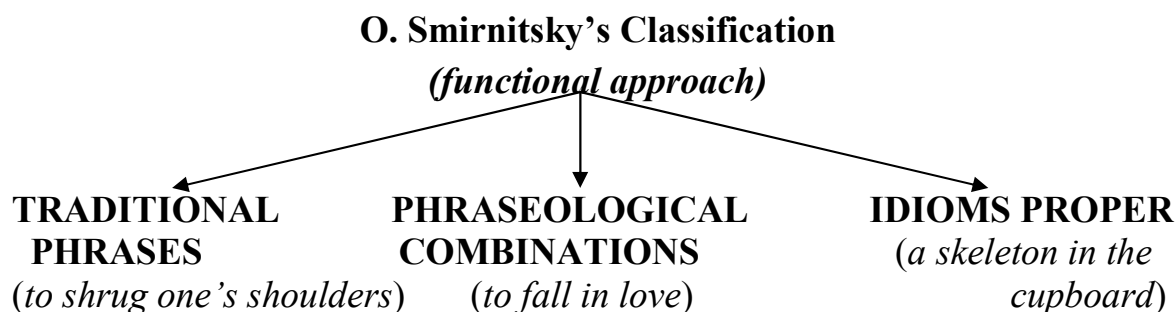 O. Smirnitsky’s Classification
(functional approach)
TRADITIONAL PHRASES
(to shrug one’s shoulders)
PHRASEOLOGICAL COMBINATIONS
(to fall in love)
IDIOMS PROPER
(a skeleton in the
cupboard)